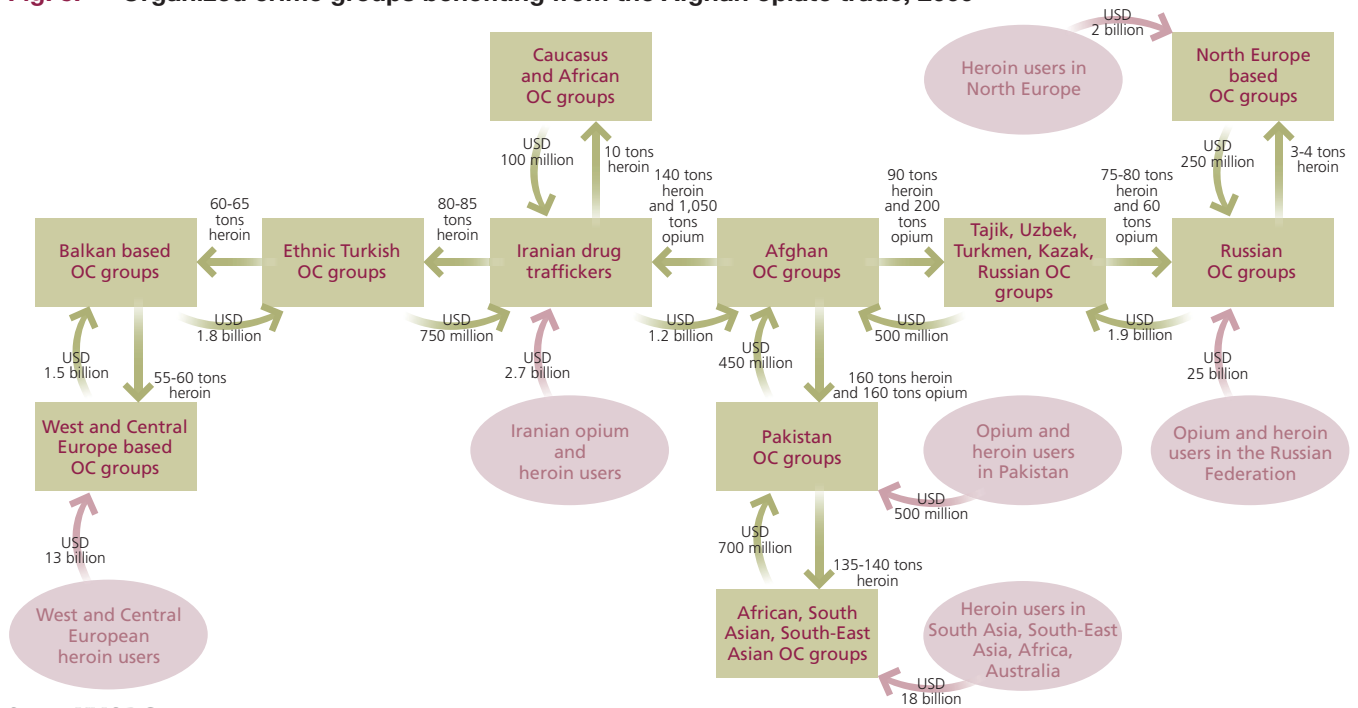 Organized crime groups benefiting from the Afghan opiate trade,
USD
2 billion
Heroin users in
North Europe
North Europe
based
OC groups
Caucasus
and African
OC groups
USD
100 million
10 tons
heroin
USD
250 million
3-4 tons
heroin
60-65
tons
heroin
80-85
tons
heroin
140 tons
heroin
and 1,050
tons
opium
90 tons
heroin
and 200
tons
opium
75-80 tons
heroin
and 60
tons
opium
Balkan based
OC groups
Ethnic Turkish
OC groups
Iranian drug
traffickers
Afghan
OC groups
Tajik, Uzbek,
Turkmen, Kazak,
Russian OC
groups
Russian
OC groups
USD
1.8 billion
USD
750 million
USD
1.2 billion
USD
500 million
USD
1.9 billion
USD
1.5 billion
55-60 tons
heroin
USD
2.7 billion
USD
450 million
160 tons heroin
and 160 tons opium
USD
25 billion
West and Central
Europe based
OC groups
Iranian opium
and
heroin users
Pakistan
OC groups
Opium and
heroin users
in Pakistan
Opium and heroin
users in the Russian
Federation
USD
500 million
USD
13 billion
USD
700 million
135-140 tons
heroin
West and Central
European
heroin users
African, South
Asian, South-East
Asian OC groups
Heroin users in
South Asia, South-East
Asia, Africa,
Australia
USD
18 billion